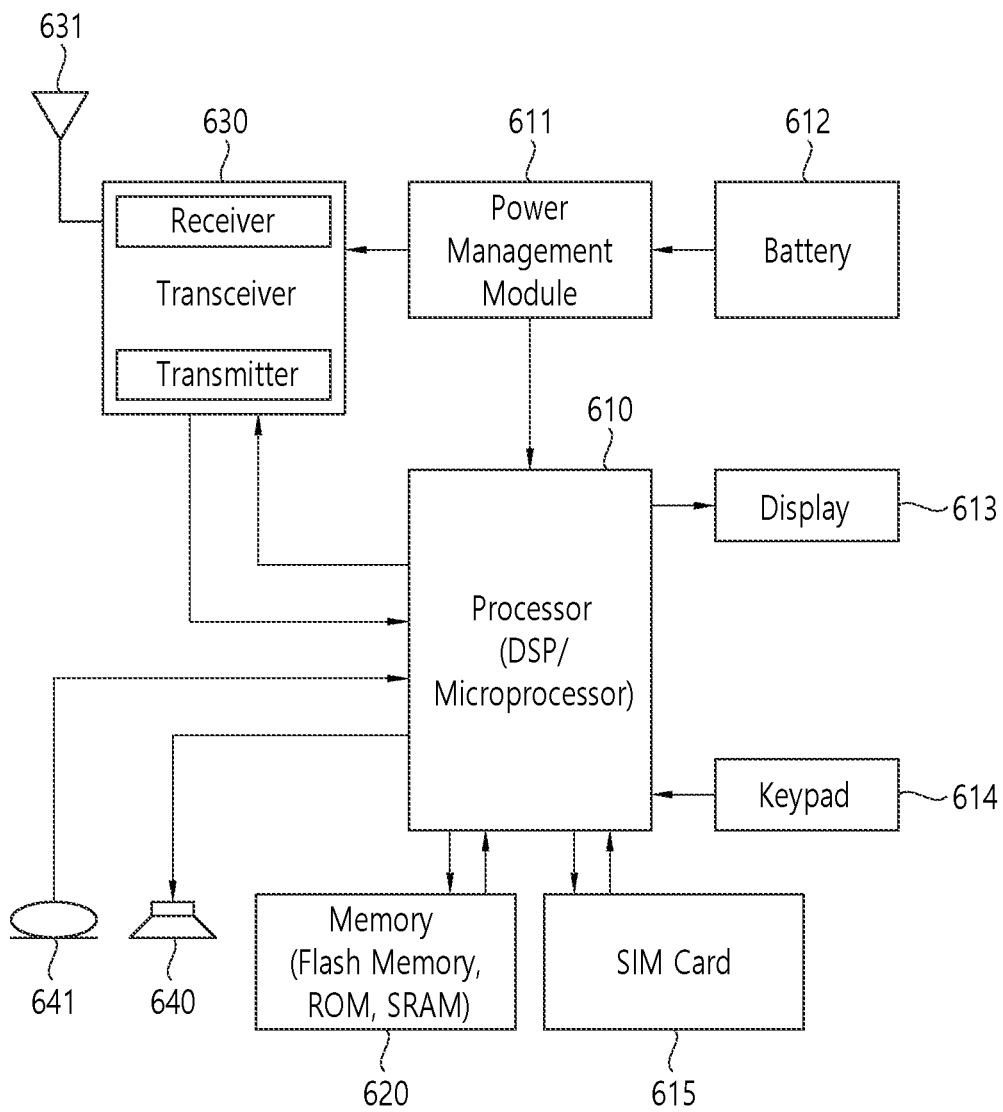 631
630
611
612
Receiver
Transceiver
Transmitter
Power
Management
Module
Battery
610
Display
613
Processor
(DSP/
Microprocessor)
Keypad
614
641
640
Memory
(Flash Memory,
ROM, SRAM)
SIM Card
620
615